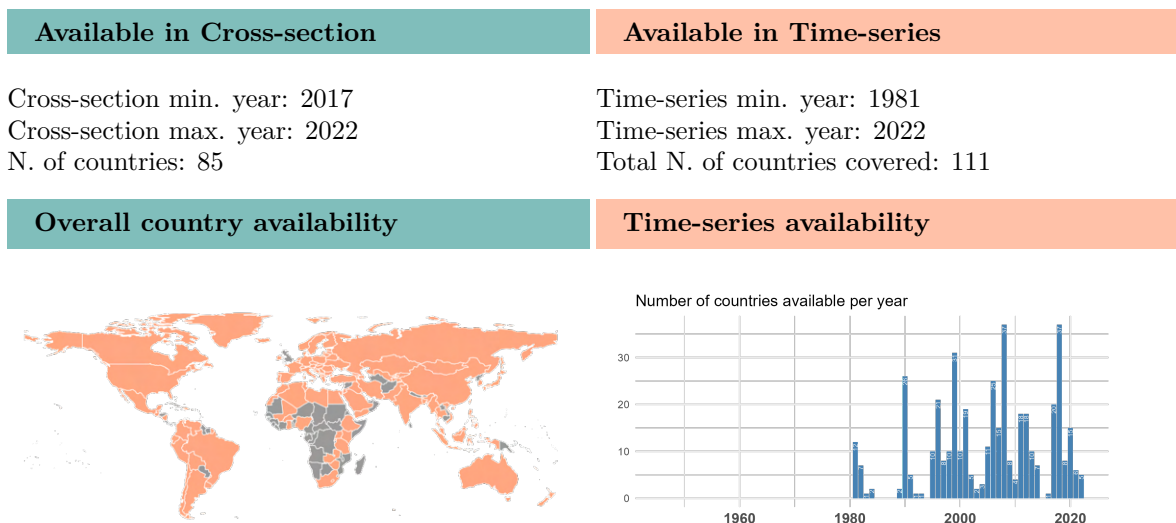 Available in Cross-section
Available in Time-series
Cross-section min. year: 2017
Cross-section max. year: 2022
N. of countries: 85
Time-series min. year: 1981
Time-series max. year: 2022
Total N. of countries covered: 111
Overall country availability
Time-series availability
Number of countries available per year
30
20
10
0
1960
1980
2000
2020